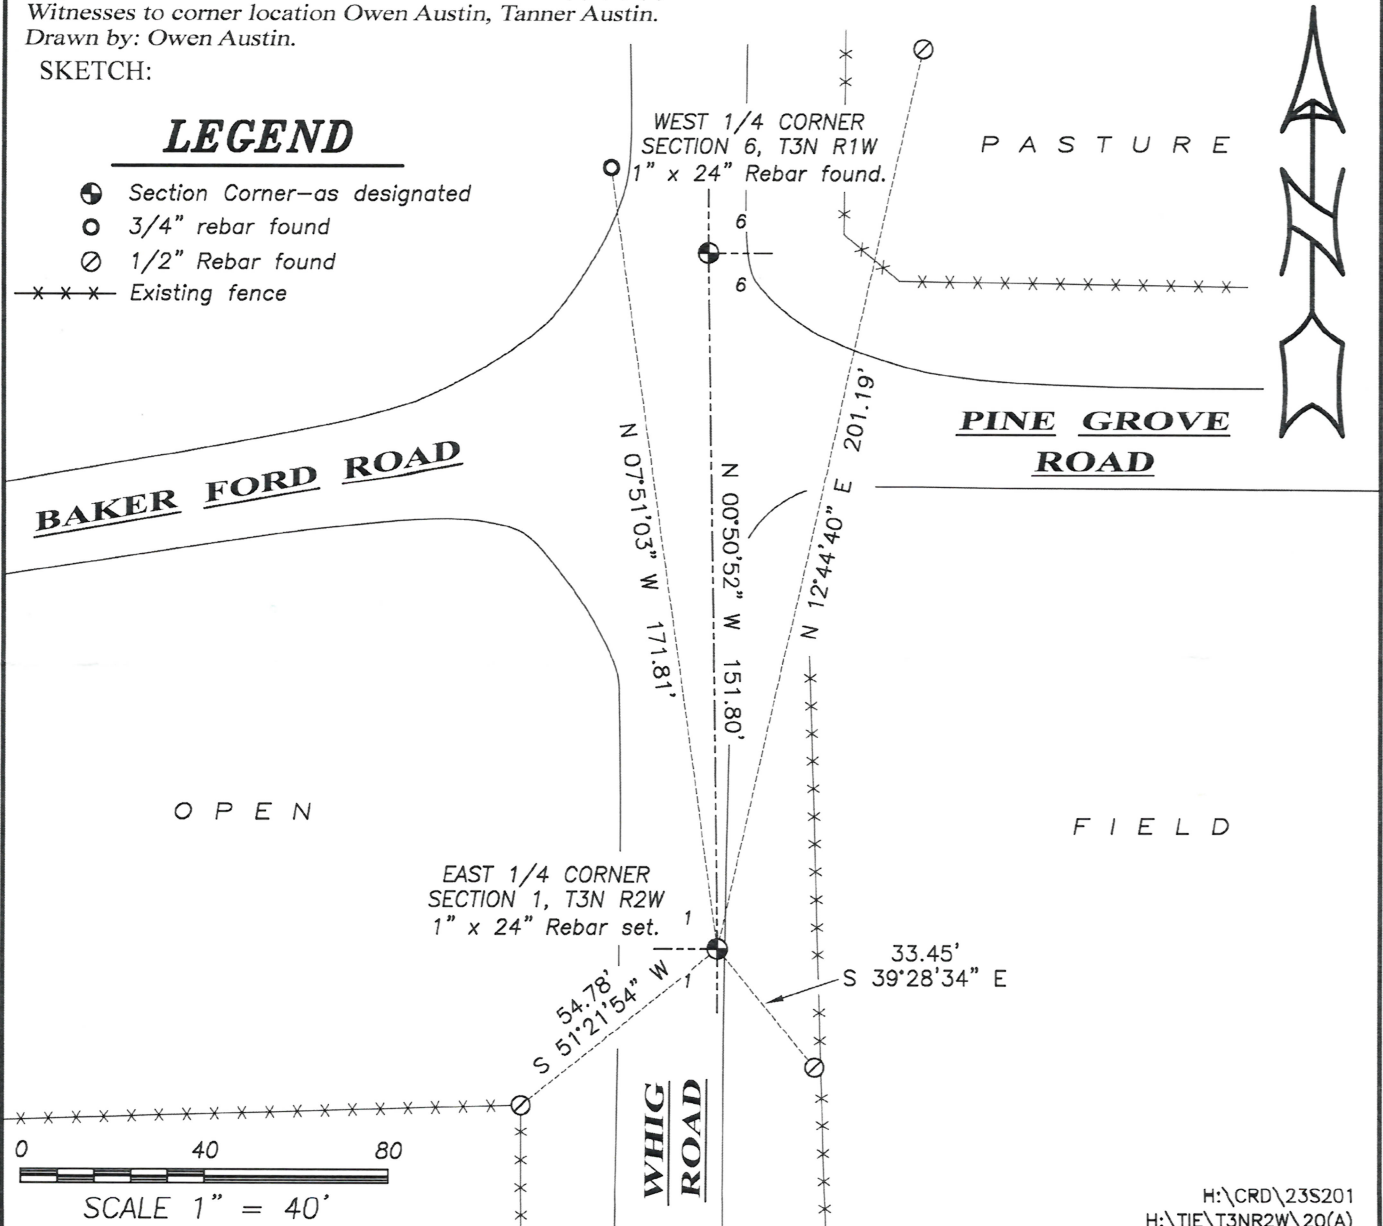 Witnesses to corner location Owen Austin, Tanner Austin.
Drawn by: Owen Austin.
SKETCH:
LEGEND
Section Corner—as designated
3/4" rebar found
1/2" Rebar found
Existing fence
WEST 1/4 CORNER
SECTION 6, T3N R1W
1" x 24" Rebar found.
6
6
PASTURE
N
BAKER FORD ROAD
PINE GROVE
ROAD
N 07°51'03" W 171.81'
N 00°50'52" W 151.80'
N 12°44'40" E 201.19'
OPEN
FIELD
EAST 1/4 CORNER
SECTION 1, T3N R2W
1" x 24" Rebar set.
1
1
54.78'
S 51°21'54" W
33.45'
S 39°28'34" E
WHIG
ROAD
0 40 80
SCALE 1" = 40'
H:\CRD\23S201
H:\TIE\T3NR2W\20(A)